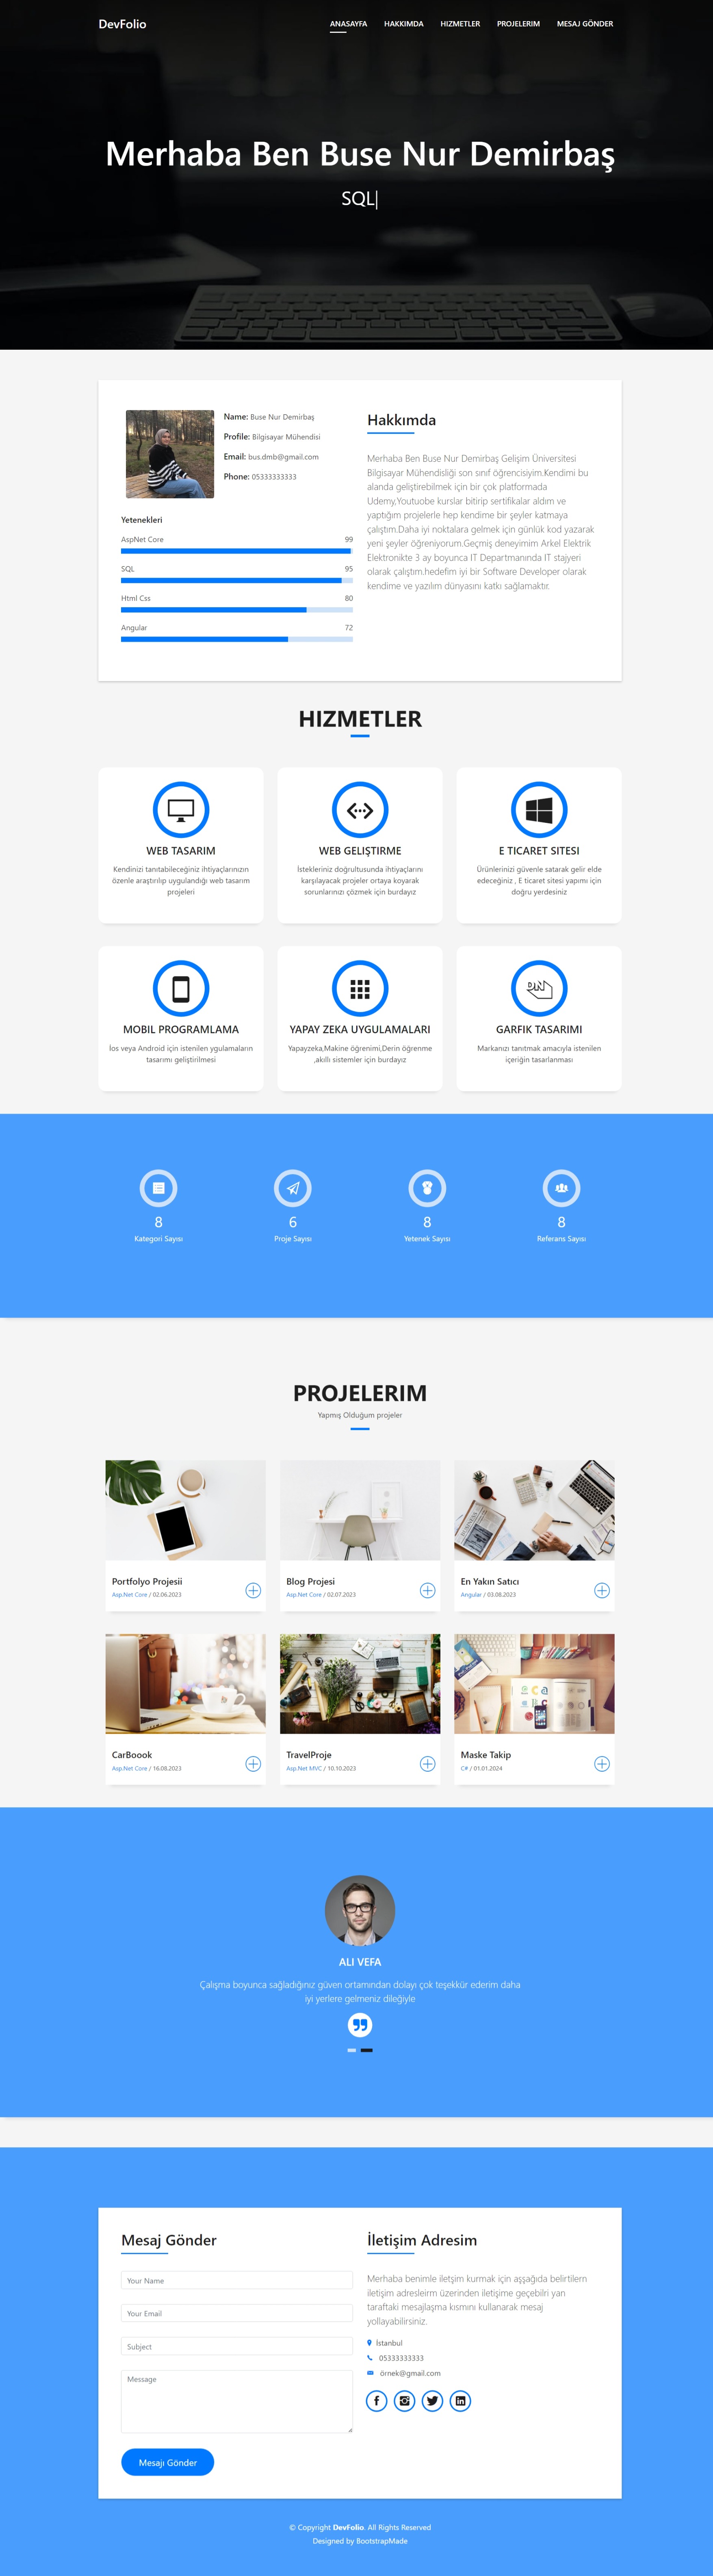 DevFolio
ANASAYFA HAKKIMDA HIZMETLER PROJELERIM MESAJ GÖNDER
Merhaba Ben Buse Nur Demirbaş
SQL|
Name: Buse Nur Demirbaş
Profile: Bilgisayar Mühendisi
Email: bus.dmb@gmail.com
Phone: 05333333333
Yetenekleri
AspNet Core 99
SQL 95
Html Css 80
Angular 72
Hakkımda
Merhaba Ben Buse Nur Demirbaş Gelişim Üniversitesi
Bilgisayar Mühendisliği son sınıf öğrencisiyim.Kendimi bu
alanda geliştirebilmek için bir çok platformada
Udemy,Youtuobe kurslar bitirip sertifikalar aldım ve
yaptığım projelerle hep kendime bir şeyler katmaya
çalıştım.Daha iyi noktalara gelmek için günlük kod yazarak
yeni şeyler öğreniyorum.Geçmiş deneyimim Arkel Elektrik
Elektronikte 3 ay boyunca IT Departmanında IT stajyeri
olarak çalıştım.hedefim iyi bir Software Developer olarak
kendime ve yazılım dünyasını katkı sağlamaktır.
HIZMETLER
WEB TASARIM
Kendinizi tanıtabileceğiniz ihtiyaçlarınızın
özenle araştırılıp uygulandığı web tasarım
projeleri
WEB GELIŞTIRME
İstekleriniz doğrultusunda ihtiyaçlarını
karşılayacak projeler ortaya koyarak
sorunlarınızı çözmek için burdayız
E TICARET SITESI
Ürünlerinizi güvenle satarak gelir elde
edeceğiniz , E ticaret sitesi yapımı için
doğru yerdesiniz
MOBIL PROGRAMLAMA
İos veya Android için istenilen ygulamaların
tasarımı geliştirilmesi
YAPAY ZEKA UYGULAMALARI
Yapayzeka,Makine öğrenimi,Derin öğrenme
,akıllı sistemler için burdayız
GARFIK TASARIMI
Markanızı tanıtmak amacıyla istenilen
içeriğin tasarlanması
8
Kategori Sayısı
6
Proje Sayısı
8
Yetenek Sayısı
8
Referans Sayısı
PROJELERIM
Yapmış Olduğum projeler
Portfolyo Projesii
Asp.Net Core / 02.06.2023
Blog Projesi
Asp.Net Core / 02.07.2023
En Yakın Satıcı
Angular / 03.08.2023
CarBoook
Asp.Net Core / 16.08.2023
TravelProje
Asp.Net MVC / 10.10.2023
Maske Takip
C# / 01.01.2024
ALI VEFA
Çalışma boyunca sağladığınız güven ortamından dolayı çok teşekkür ederim daha
iyi yerlere gelmeniz dileğiyle
Mesaj Gönder
Your Name
Your Email
Subject
Message
Mesajı Gönder
İletişim Adresim
Merhaba benimle iletşim kurmak için aşşağıda belirtilern
iletişim adresleirm üzerinden iletişime geçebilri yan
taraftaki mesajlaşma kısmını kullanarak mesaj
yollayabilirsiniz.
İstanbul
05333333333
örnek@gmail.com
© Copyright DevFolio. All Rights Reserved
Designed by BootstrapMade